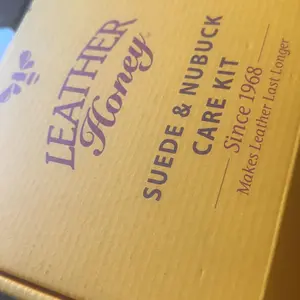 LEATHER
Honey
SUEDE & NUBUCK
CARE KIT
Since 1968
Makes Leather Last Longer